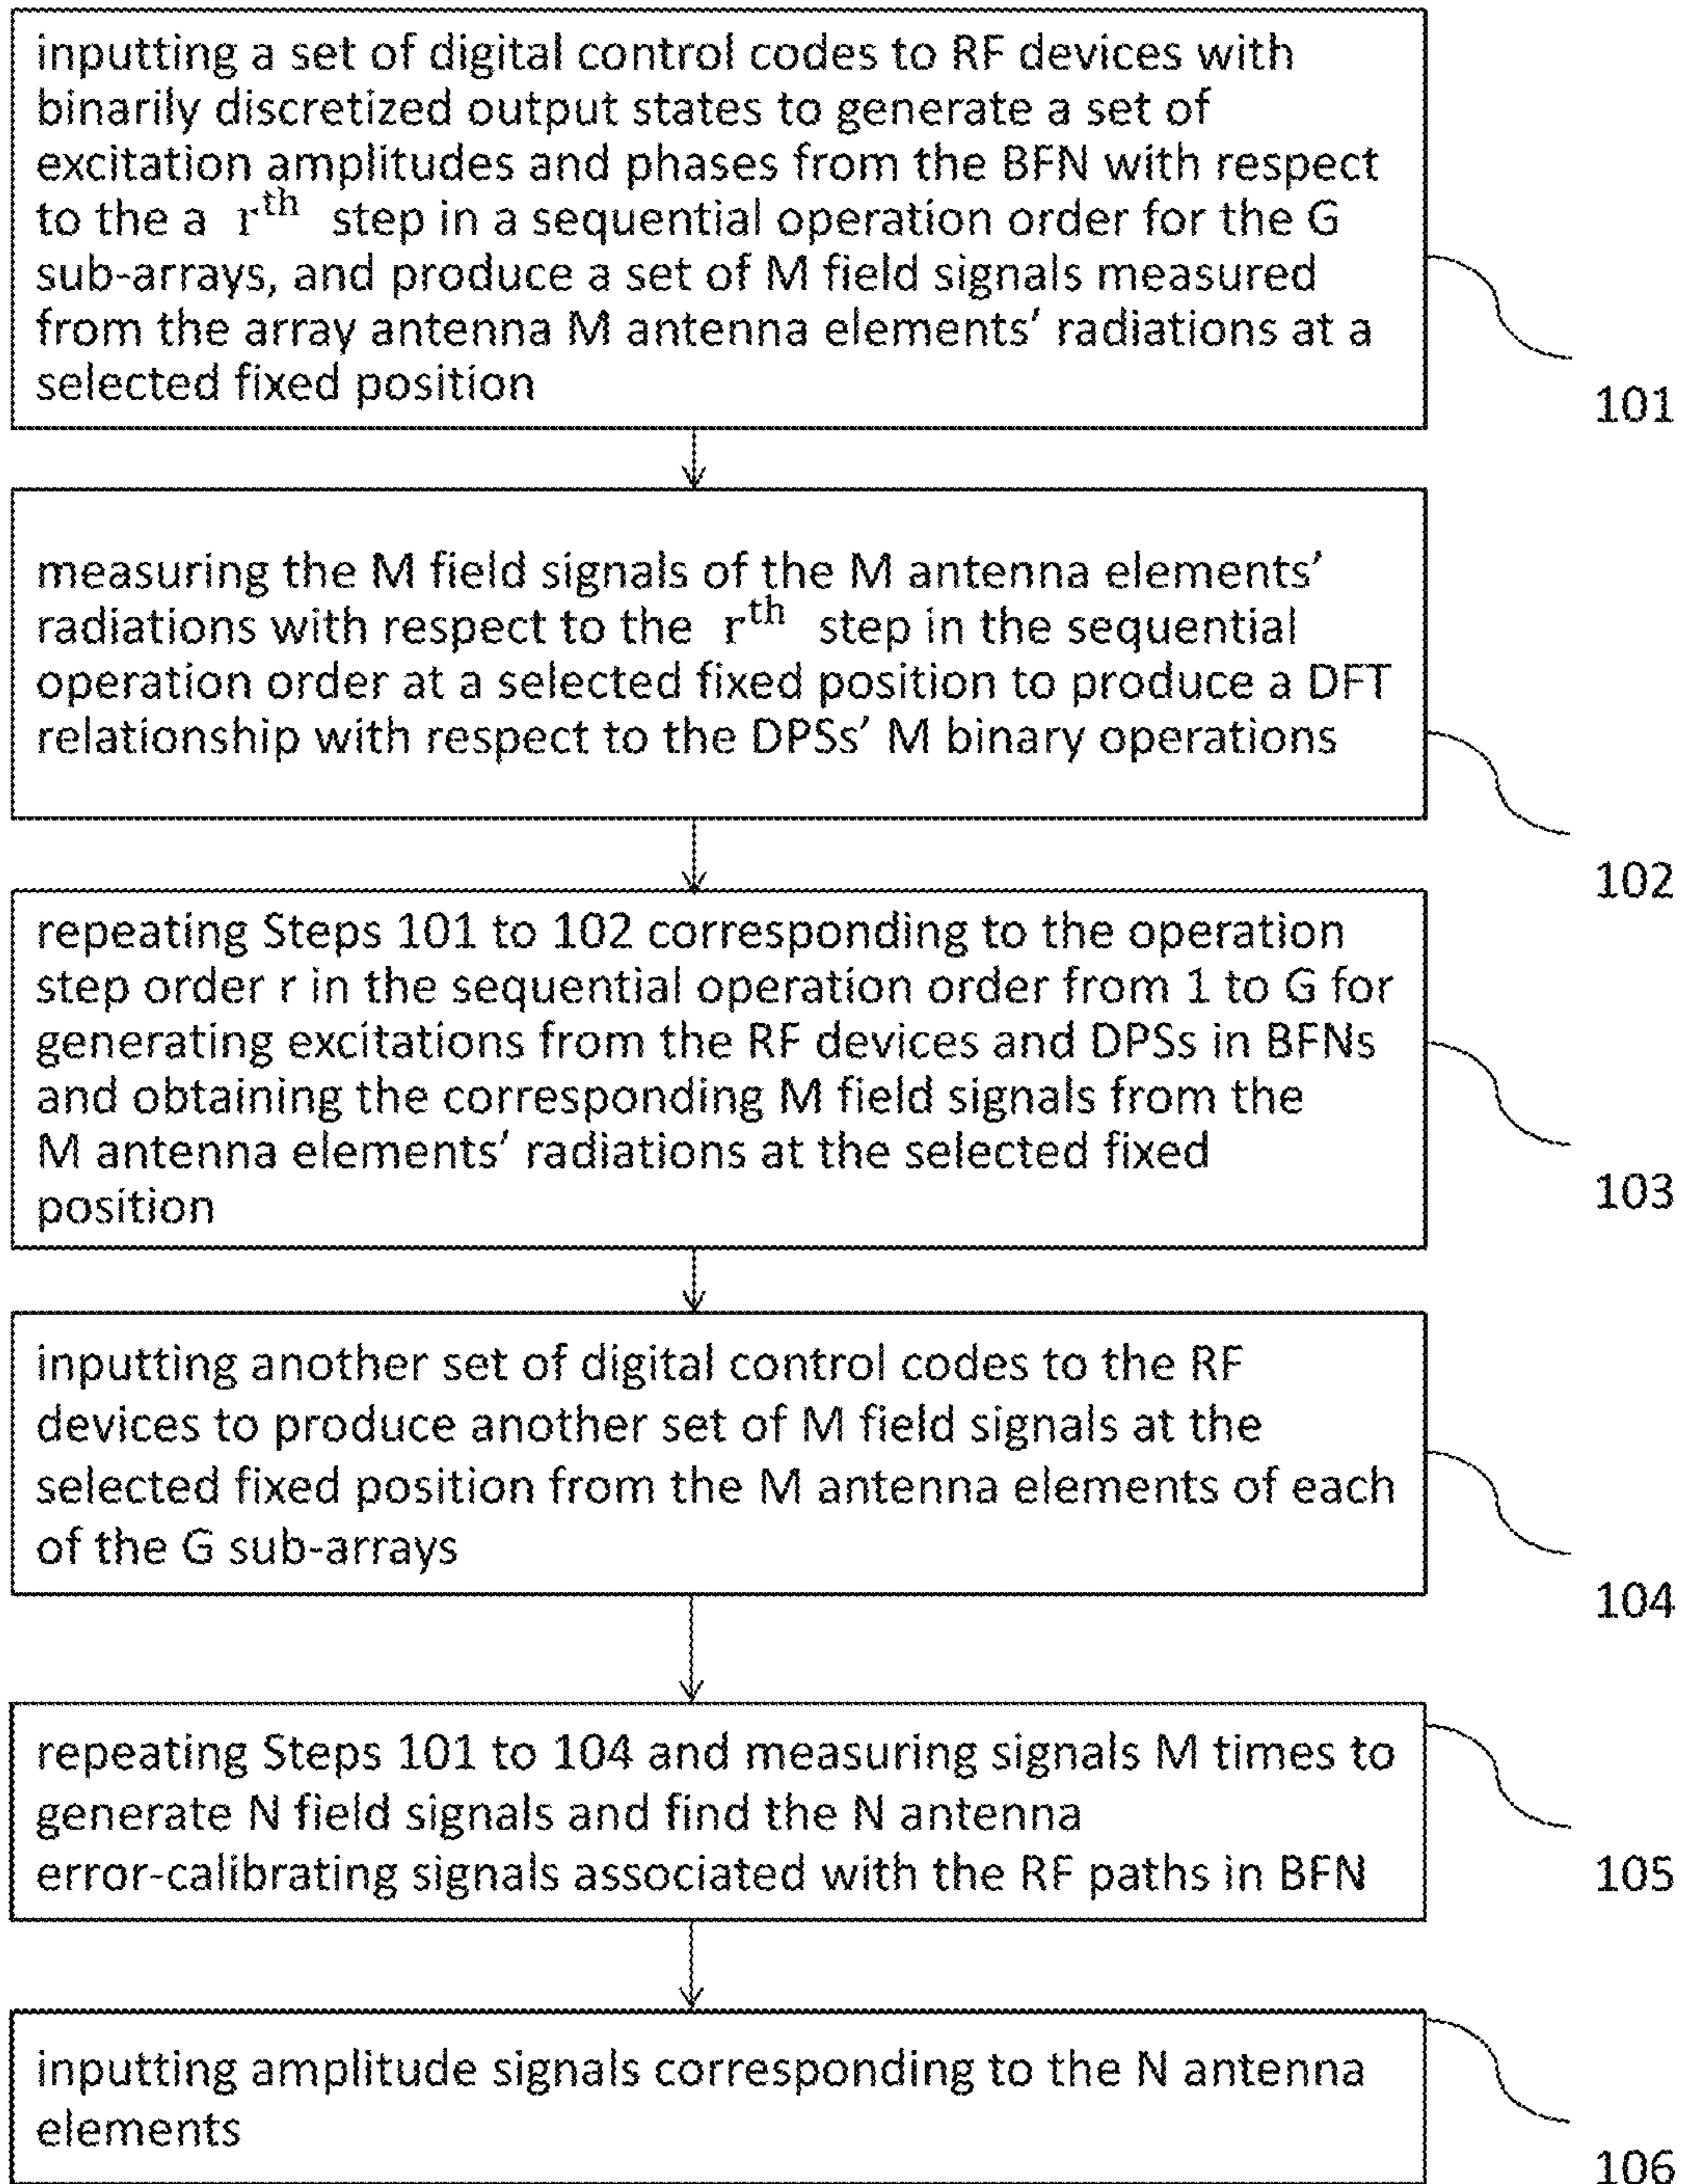 inputting a set of digital control codes to RF devices with
binarily discretized output states to generate a set of
excitation amplitudes and phases from the BFN with respect
to the a rth step in a sequential operation order for the G
sub-arrays, and produce a set of M field signals measured
from the array antenna M antenna elements' radiations at a
selected fixed position
101
measuring the M field signals of the M antenna elements'
radiations with respect to the rth step in the sequential
operation order at a selected fixed position to produce a DFT
relationship with respect to the DPSs' M binary operations
102
repeating Steps 101 to 102 corresponding to the operation
step order r in the sequential operation order from 1 to G for
generating excitations from the RF devices and DPSs in BFNs
and obtaining the corresponding M field signals from the
M antenna elements' radiations at the selected fixed
position
103
inputting another set of digital control codes to the RF
devices to produce another set of M field signals at the
selected fixed position from the M antenna elements of each
of the G sub-arrays
104
repeating Steps 101 to 104 and measuring signals M times to
generate N field signals and find the N antenna
error-calibrating signals associated with the RF paths in BFN
105
inputting amplitude signals corresponding to the N antenna
elements
106